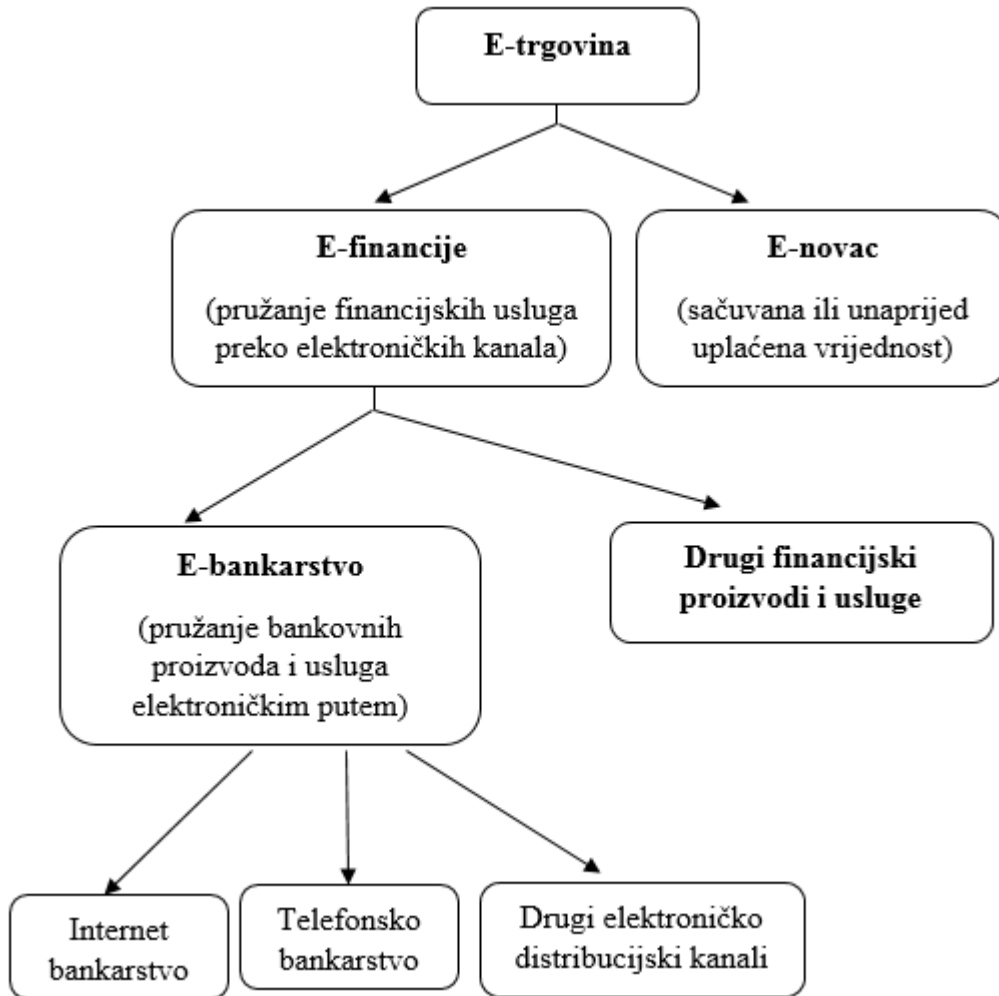 E-trgovina
E-financije
(pružanje financijskih usluga
preko elektroničkih kanala)
E-novac
(sačuvana ili unaprijed
uplaćena vrijednost)
E-bankarstvo
(pružanje bankovnih
proizvoda i usluga
elektroničkim putem)
Drugi financijski
proizvodi i usluge
Internet
bankarstvo
Telefonsko
bankarstvo
Drugi elektroničko
distribucijski kanali